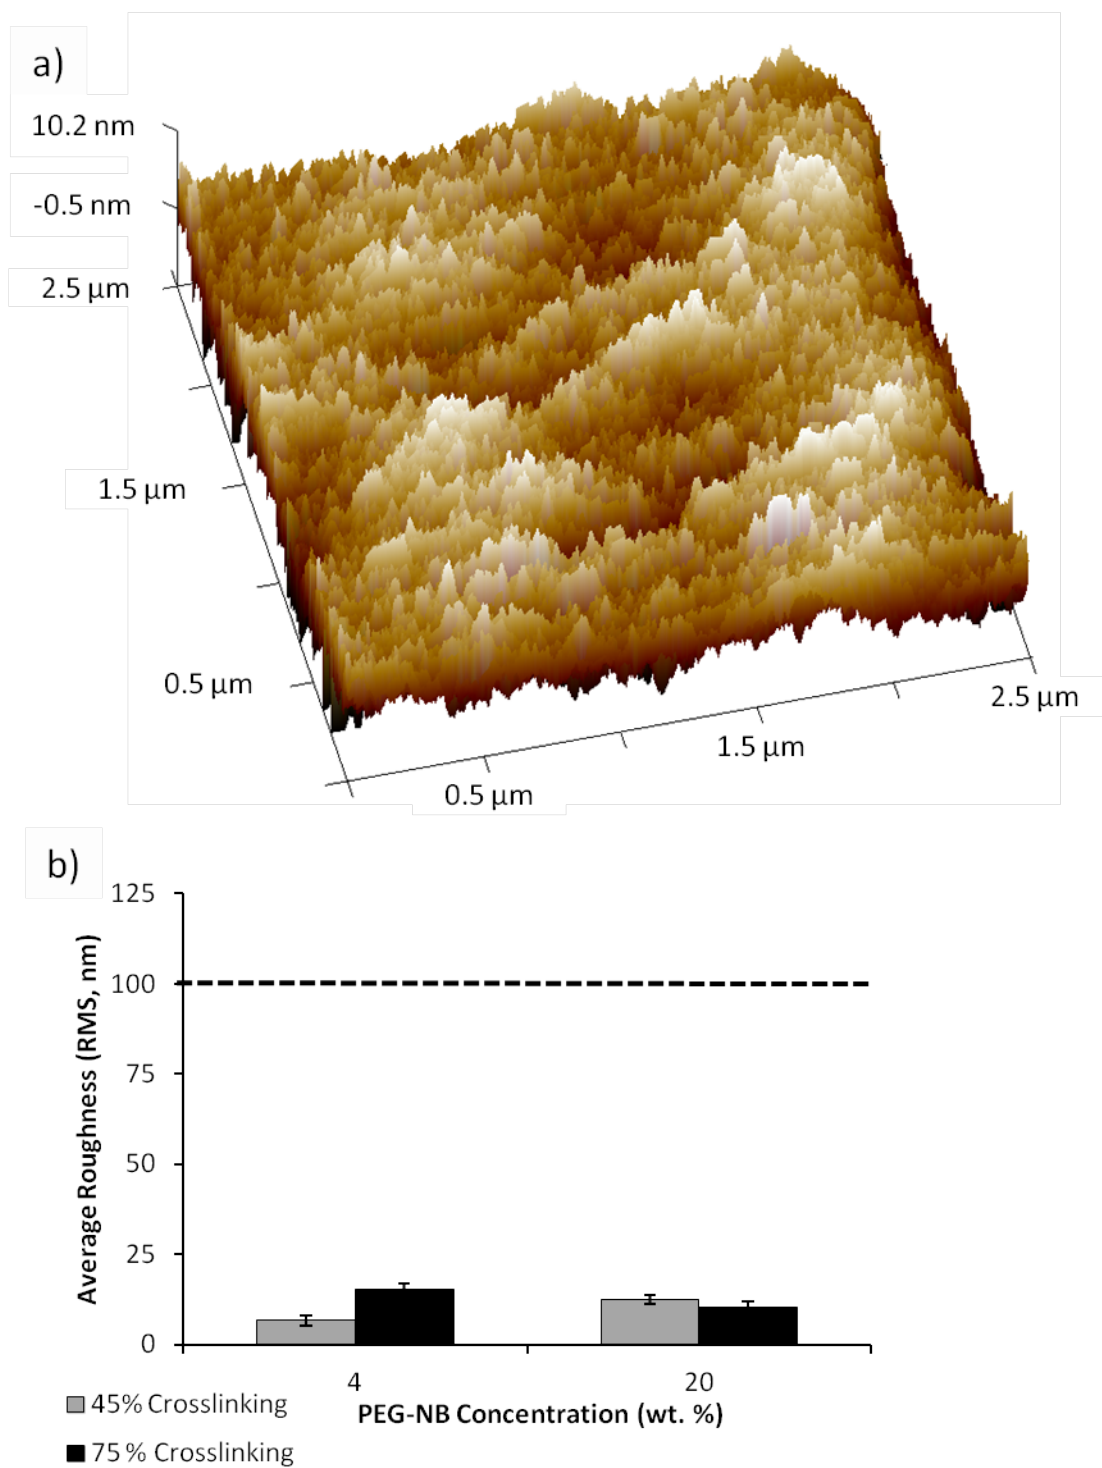 a)
10.2 nm
-0.5 nm
2.5 µm
1.5 µm
0.5 µm
2.5 µm
1.5 µm
0.5 µm
b)
125
100
75
50
25
0
Average Roughness (RMS, nm)
4
20
PEG-NB Concentration (wt. %)
45% Crosslinking
75% Crosslinking